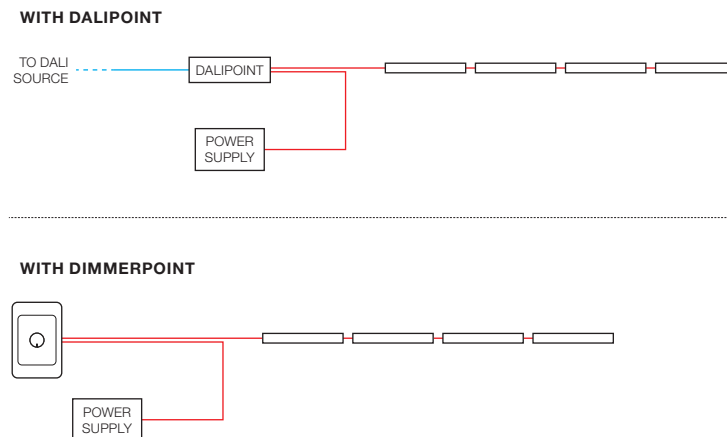 WITH DALIPOINT
TO DALI
SOURCE
DALIPOINT
POWER
SUPPLY
WITH DIMMERPOINT
POWER
SUPPLY